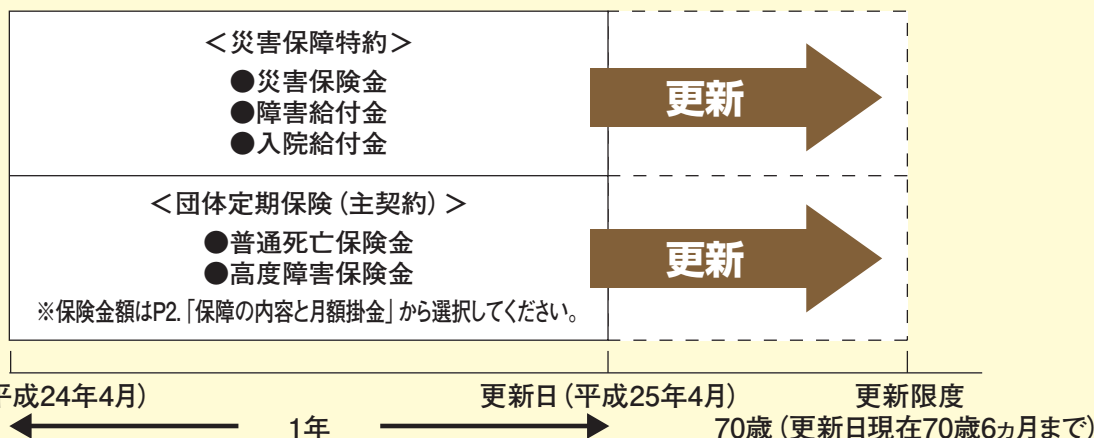 ＜災害保障特約＞
●災害保険金
●障害給付金
●入院給付金
更新
＜団体定期保険（主契約）＞
●普通死亡保険金
●高度障害保険金
※保険金額はP2.「保障の内容と月額掛金」から選択してください。
更新
平成24年4月）
更新日（平成25年4月）
更新限度
1年
70歳（更新日現在70歳6ヵ月まで）